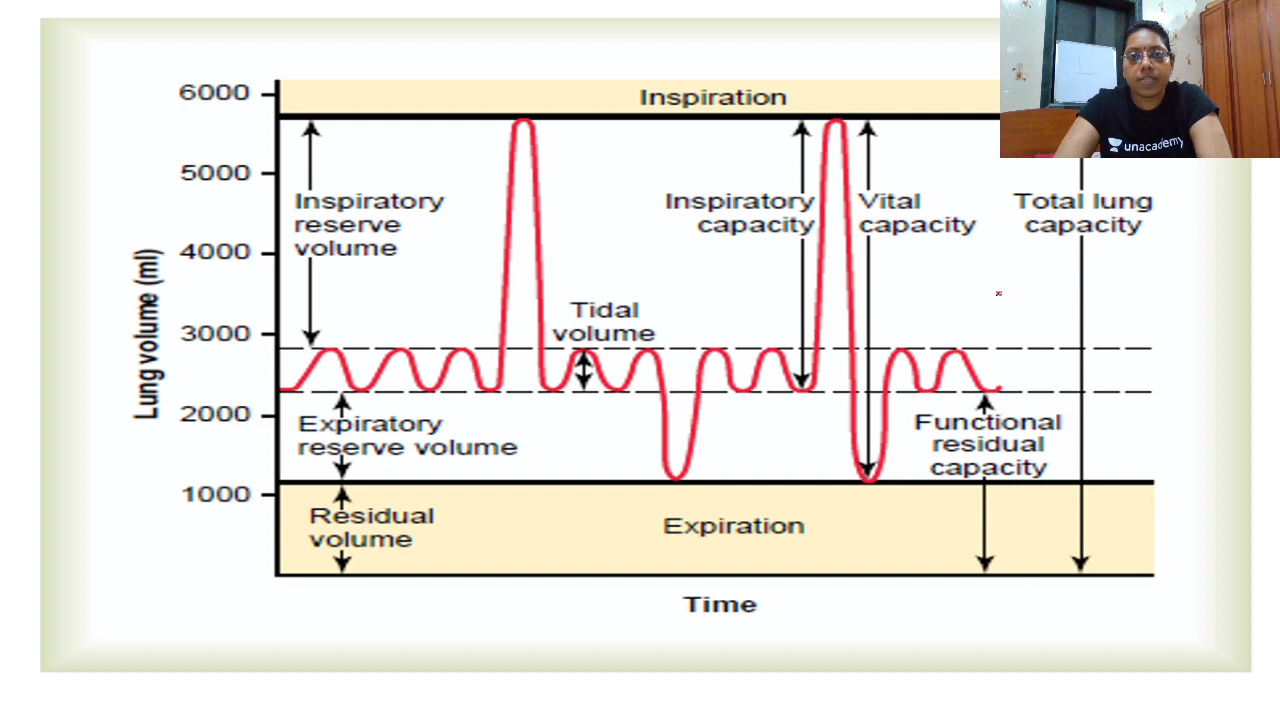 6000
Inspiration
unacademy
5000
Inspiratory
reserve
volume
Inspiratory
capacity
Vital
capacity
Total lung
capacity
4000
Lung volume (ml)
Tidal
volume
3000
2000
Expiratory
reserve volume
Functional
residual
capacity
1000
Residual
volume
Expiration
Time